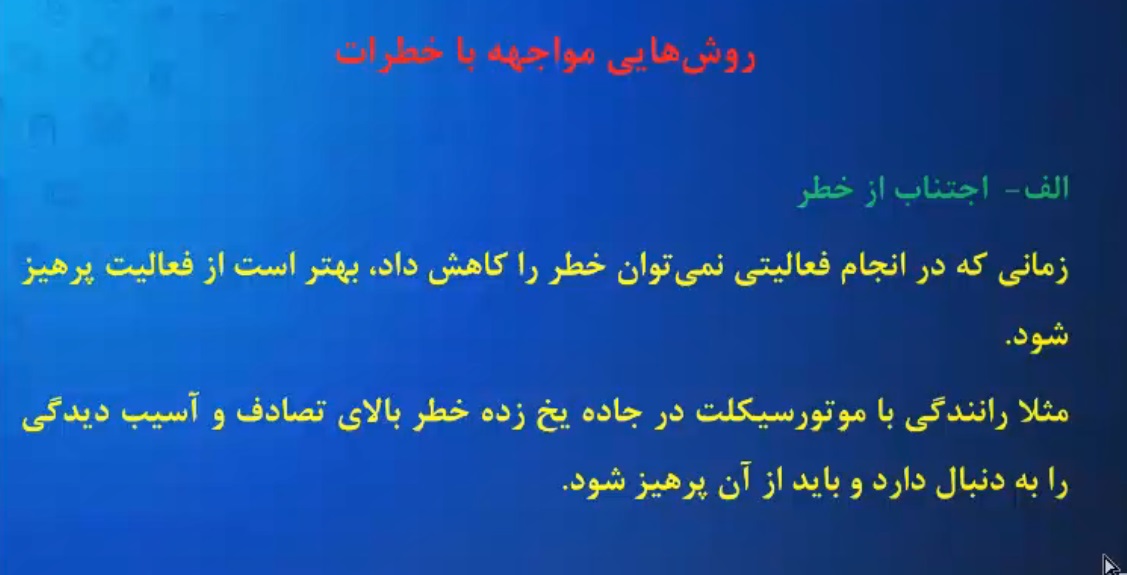 روش‌هایی مواجهه با خطرات
الف- اجتناب از خطر
زمانی که در انجام فعالیتی نمی‌توان خطر را کاهش داد، بهتر است از فعالیت پرهیز
شود.
مثلا رانندگی با موتورسیکلت در جاده یخ زده خطر بالای تصادف و آسیب دیدگی
را به دنبال دارد و باید از آن پرهیز شود.